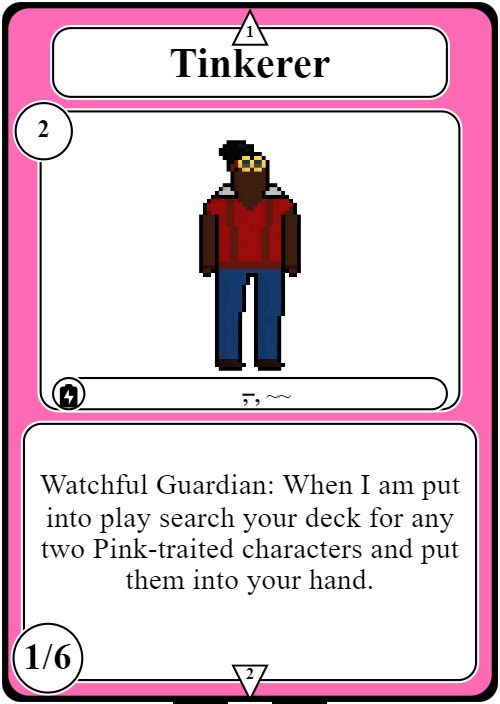 1
Tinkerer
2
;̶, ~~
Watchful Guardian: When I am put
into play search your deck for any
two Pink-traited characters and put
them into your hand.
1/6
2